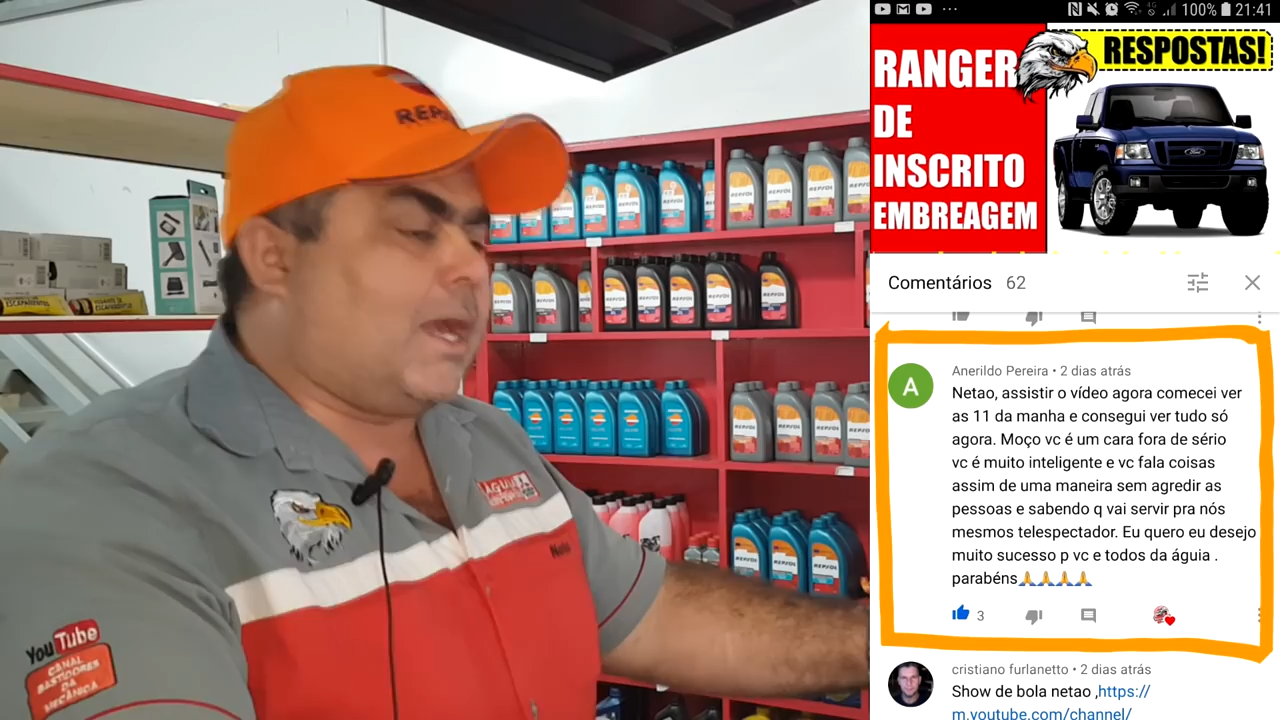 REPSOL
AGUIA
Neto
YouTube
CANAL
BASTIDORES
DA
MECÂNICA
100% 21:41
RANGER
DE
INSCRITO
EMBREAGEM
RESPOSTAS!
Comentários 62
A
Anerildo Pereira • 2 dias atrás
Netao, assistir o vídeo agora comecei ver
as 11 da manha e consegui ver tudo só
agora. Moço vc é um cara fora de sério
vc é muito inteligente e vc fala coisas
assim de uma maneira sem agredir as
pessoas e sabendo q vai servir pra nós
mesmos telespectador. Eu quero eu desejo
muito sucesso p vc e todos da águia .
parabéns🙏🙏🙏🙏
3
cristiano furlanetto • 2 dias atrás
Show de bola netao ,https://
m.youtube.com/channel/